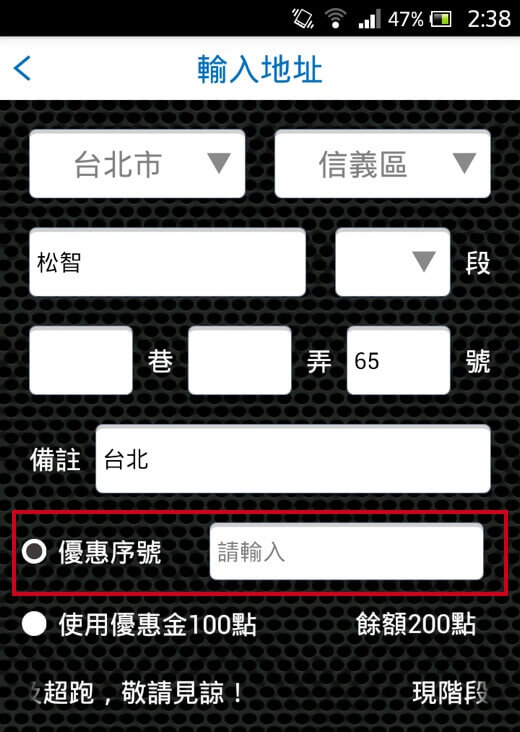 47% 2:38
輸入地址
台北市 信義區
松智 段
巷 弄 65 號
備註 台北
優惠序號 請輸入
使用優惠金100點 餘額200點
超跑，敬請見諒！ 現階段